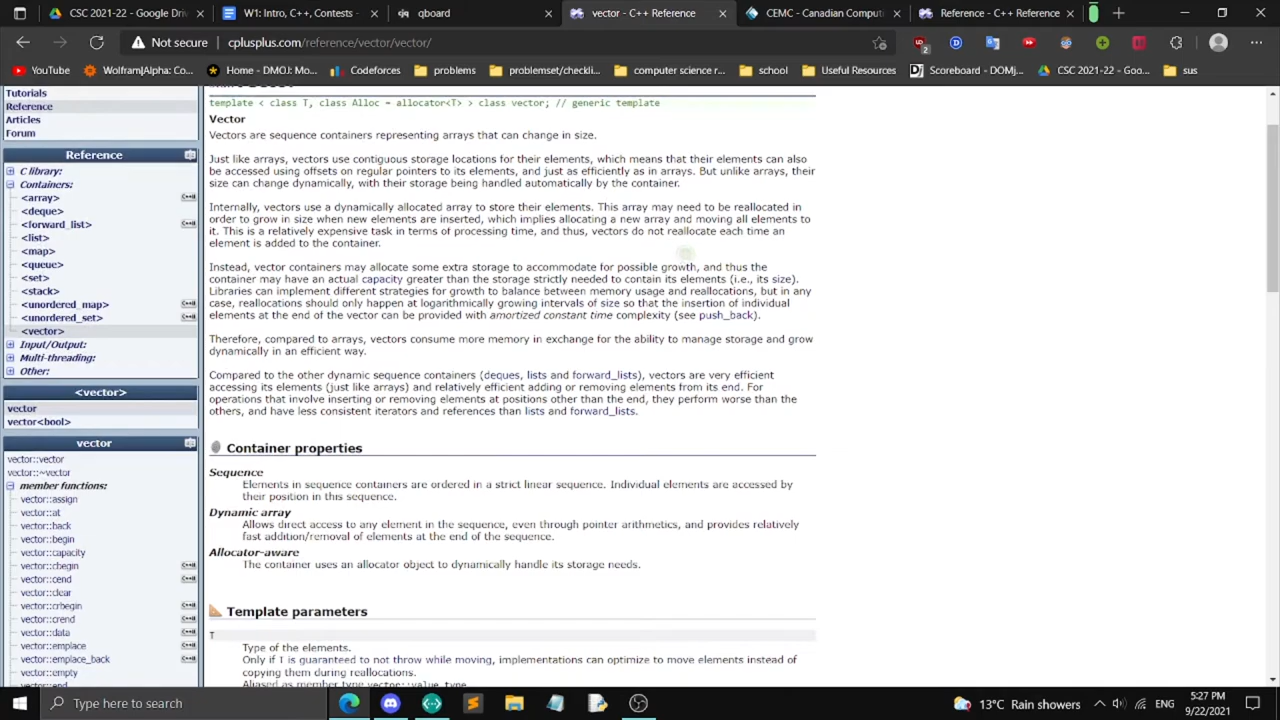 CSC 2021-22 - Google Driv
W1: Intro, C++, Contests -
qboard
vector - C++ Reference
CEMC - Canadian Comput
Reference - C++ Reference
Not secure
cplusplus.com/reference/vector/vector/
2
YouTube
Wolfram|Alpha: Co...
Home - DMOJ: Mo...
Codeforces
problems
problemset/checkli...
computer science r...
school
Useful Resources
Scoreboard - DOMj...
CSC 2021-22 - Goo...
sus
Tutorials
Reference
Articles
Forum
Reference
C library:
Containers:
<array>
<deque>
<forward_list>
<list>
<map>
<queue>
<set>
<stack>
<unordered_map>
<unordered_set>
<vector>
Input/Output:
Multi-threading:
Other:
<vector>
vector
vector<bool>
vector
vector::vector
vector::~vector
member functions:
vector::assign
vector::at
vector::back
vector::begin
vector::capacity
vector::cbegin
vector::cend
vector::clear
vector::crbegin
vector::crend
vector::data
vector::emplace
vector::emplace_back
vector::empty
vector::end
template < class T, class Alloc = allocator<T> > class vector; // generic template
Vector
Vectors are sequence containers representing arrays that can change in size.
Just like arrays, vectors use contiguous storage locations for their elements, which means that their elements can also
be accessed using offsets on regular pointers to its elements, and just as efficiently as in arrays. But unlike arrays, their
size can change dynamically, with their storage being handled automatically by the container.
Internally, vectors use a dynamically allocated array to store their elements. This array may need to be reallocated in
order to grow in size when new elements are inserted, which implies allocating a new array and moving all elements to
it. This is a relatively expensive task in terms of processing time, and thus, vectors do not reallocate each time an
element is added to the container.
Instead, vector containers may allocate some extra storage to accommodate for possible growth, and thus the
container may have an actual capacity greater than the storage strictly needed to contain its elements (i.e., its size).
Libraries can implement different strategies for growth to balance between memory usage and reallocations, but in any
case, reallocations should only happen at logarithmically growing intervals of size so that the insertion of individual
elements at the end of the vector can be provided with amortized constant time complexity (see push_back).
Therefore, compared to arrays, vectors consume more memory in exchange for the ability to manage storage and grow
dynamically in an efficient way.
Compared to the other dynamic sequence containers (deques, lists and forward_lists), vectors are very efficient
accessing its elements (just like arrays) and relatively efficient adding or removing elements from its end. For
operations that involve inserting or removing elements at positions other than the end, they perform worse than the
others, and have less consistent iterators and references than lists and forward_lists.
Container properties
Sequence
Elements in sequence containers are ordered in a strict linear sequence. Individual elements are accessed by
their position in this sequence.
Dynamic array
Allows direct access to any element in the sequence, even through pointer arithmetics, and provides relatively
fast addition/removal of elements at the end of the sequence.
Allocator-aware
The container uses an allocator object to dynamically handle its storage needs.
Template parameters
T
Type of the elements.
Only if T is guaranteed to not throw while moving, implementations can optimize to move elements instead of
copying them during reallocations.
Aliased as member type vector::value_type.
Type here to search
13°C Rain showers
ENG
5:27 PM
9/22/2021